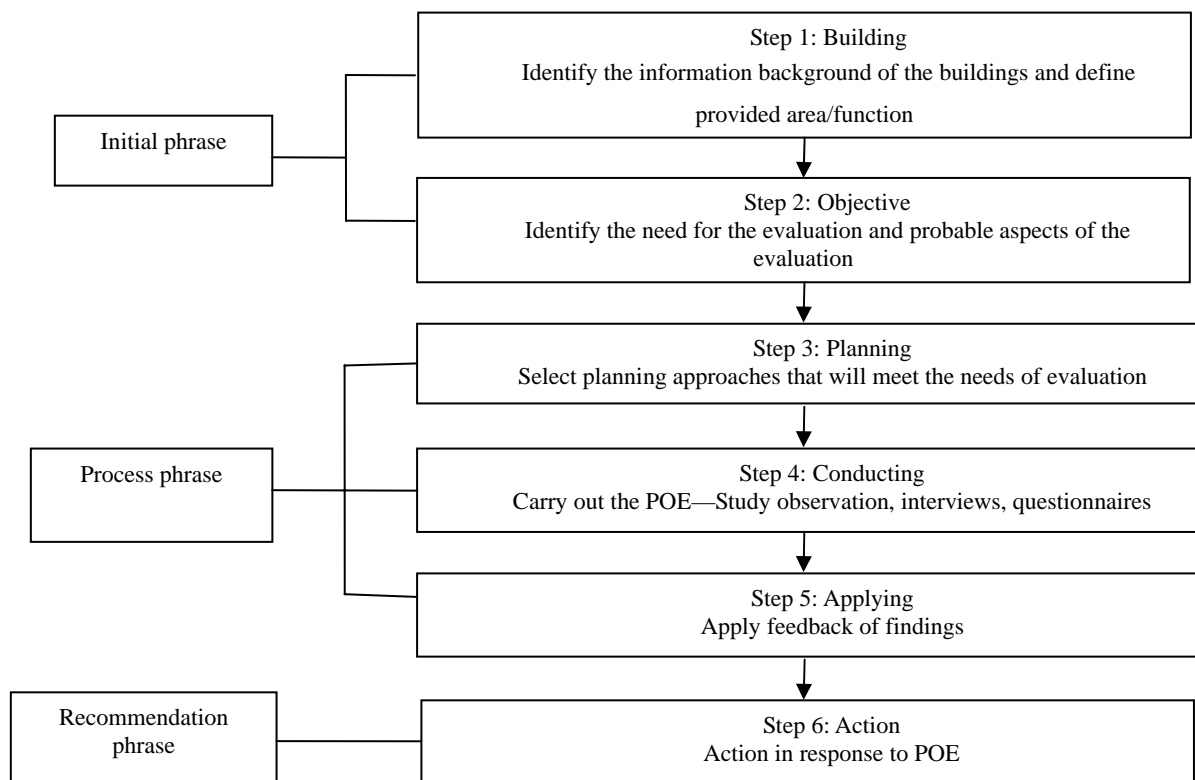 Step 1: Building
Identify the information background of the buildings and define
provided area/function
Initial phrase
Step 2: Objective
Identify the need for the evaluation and probable aspects of the
evaluation
Step 3: Planning
Select planning approaches that will meet the needs of evaluation
Process phrase
Step 4: Conducting
Carry out the POE—Study observation, interviews, questionnaires
Step 5: Applying
Apply feedback of findings
Recommendation
phrase
Step 6: Action
Action in response to POE